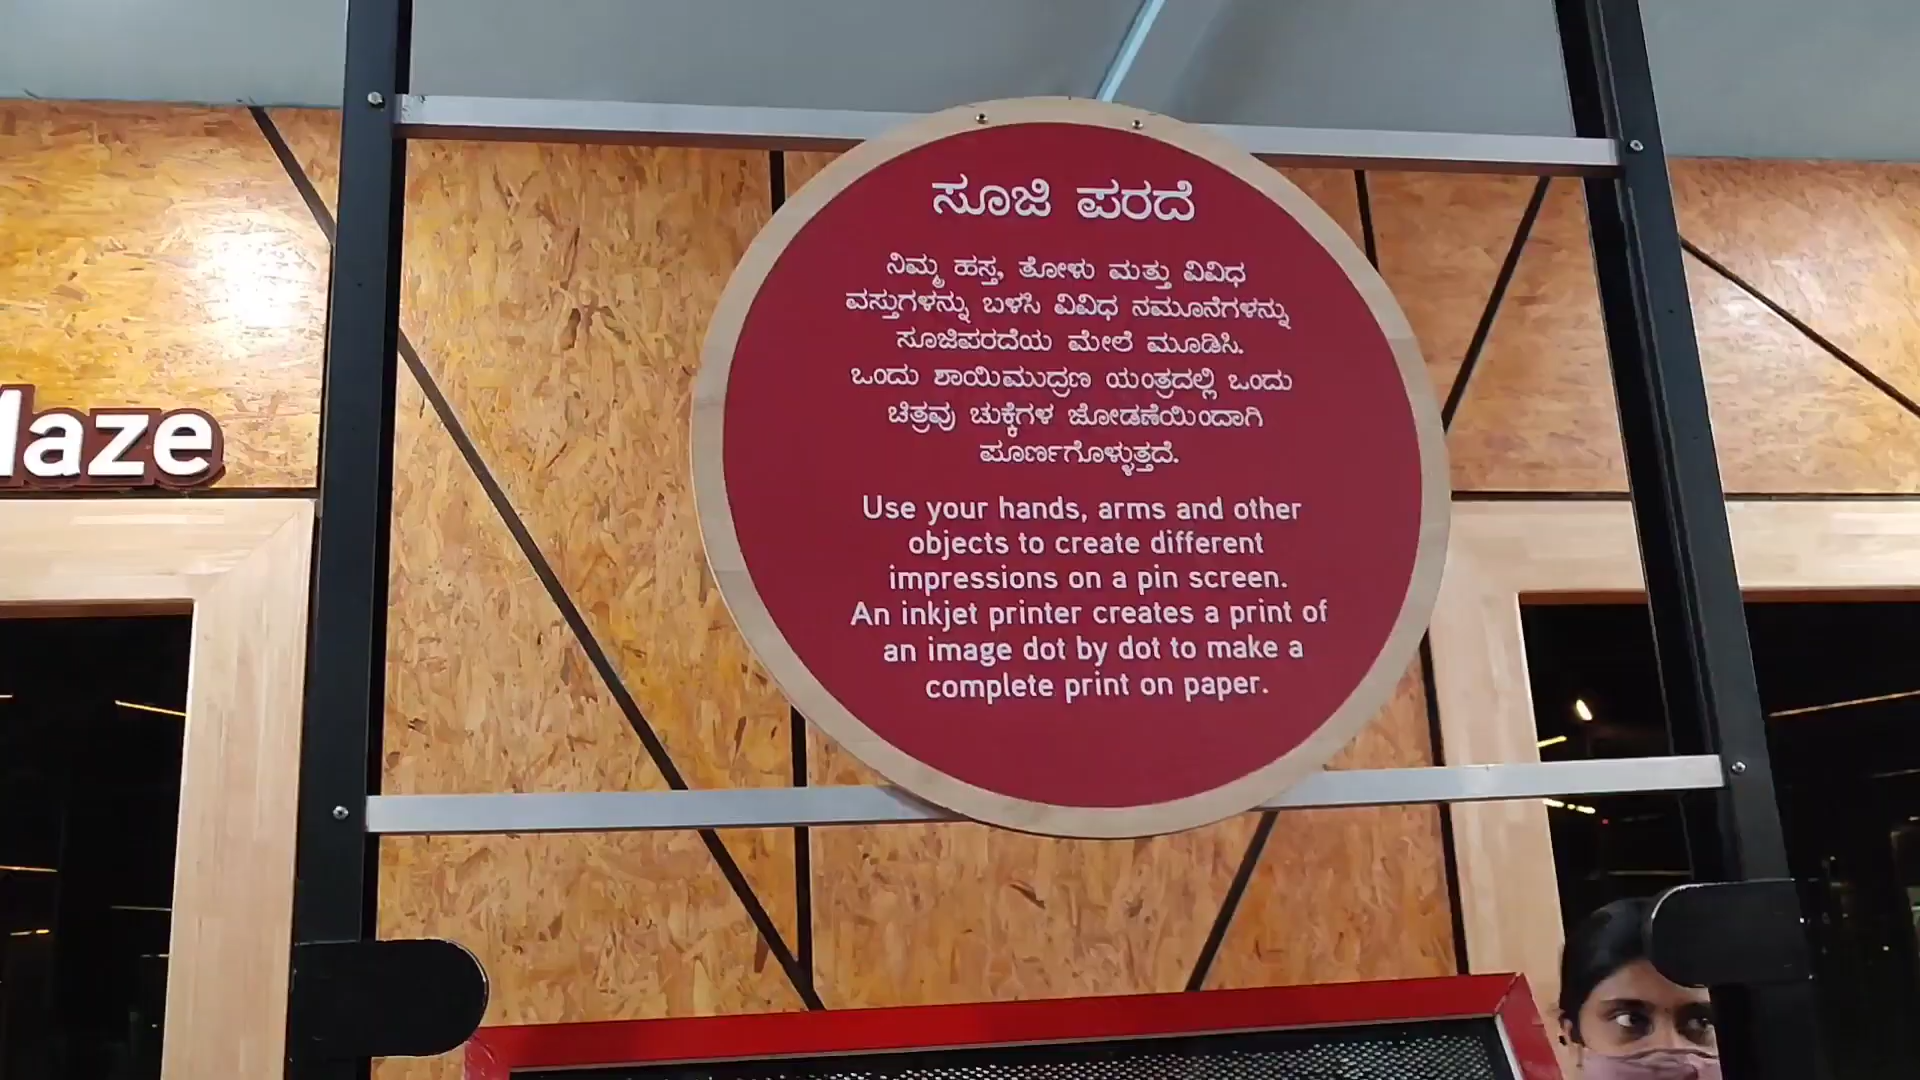 ಸೂಜಿ ಪರದೆ
ನಿಮ್ಮ ಹಸ್ತ, ತೋಳು ಮತ್ತು ವಿವಿಧ
ವಸ್ತುಗಳನ್ನು ಬಳಸಿ ವಿವಿಧ ನಮೂನೆಗಳನ್ನು
ಸೂಜಿಪರದೆಯ ಮೇಲೆ ಮೂಡಿಸಿ.
ಒಂದು ಶಾಯಿಮುದ್ರಣ ಯಂತ್ರದಲ್ಲಿ ಒಂದು
ಚಿತ್ರವು ಚುಕ್ಕೆಗಳ ಜೋಡಣೆಯಿಂದಾಗಿ
ಪೂರ್ಣಗೊಳ್ಳುತ್ತದೆ.
Use your hands, arms and other
objects to create different
impressions on a pin screen.
An inkjet printer creates a print of
an image dot by dot to make a
complete print on paper.